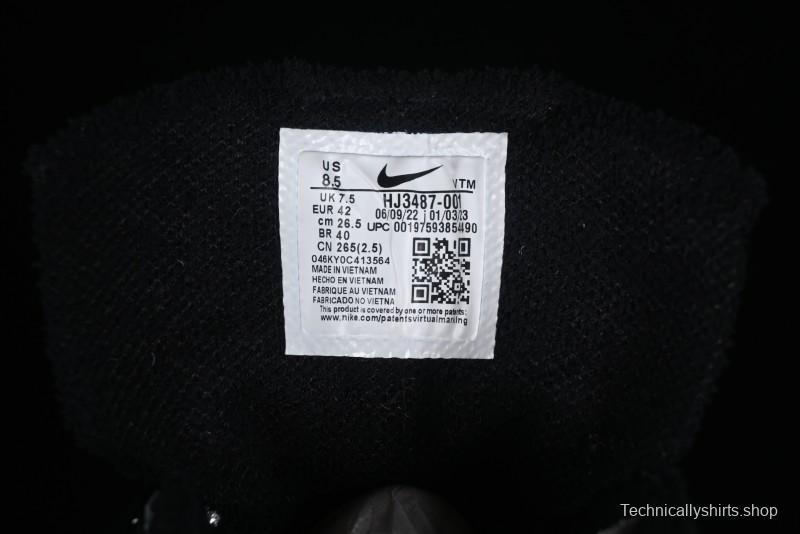 US
8.5
VTM
UK 7.5
HJ3487-001
EUR 42
06/09/22 j 01/03/23
cm 26.5
UPC 0019759385490
BR 40
CN 265(2.5)
046KY0C413564
MADE IN VIETNAM
HECHO EN VIETNAM
FABRIQUE AU VIETNAM
FABRICADO NO VIETNA
This product is covered by one or more patents:
www.nike.com/patentsvirtualmarking
Technicallyshirts.shop